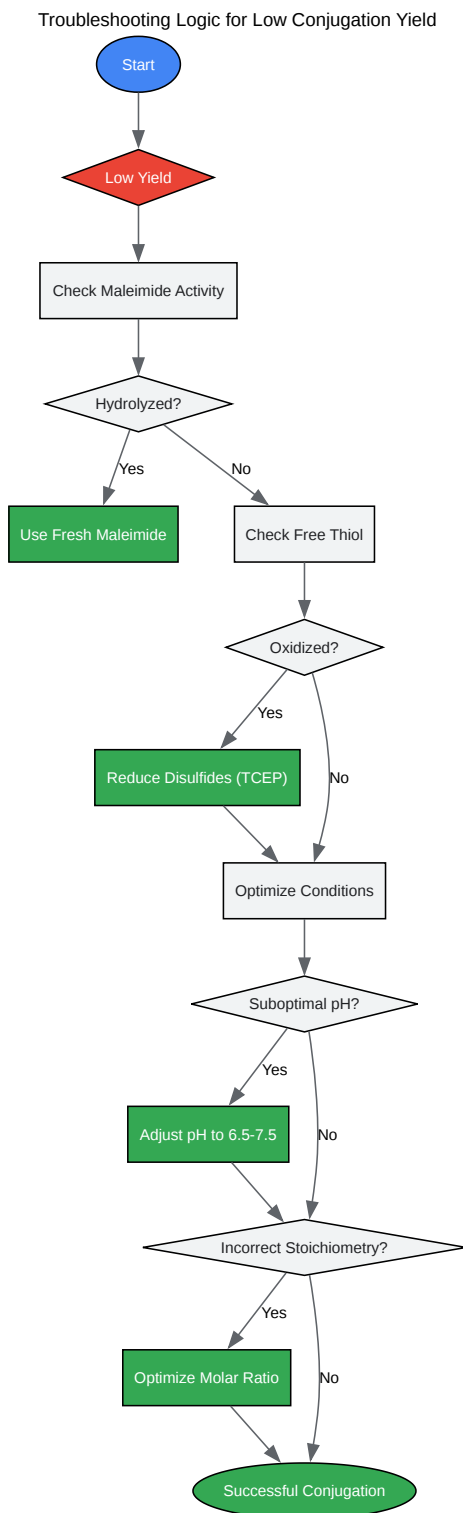 Troubleshooting Logic for Low Conjugation Yield
Start
Low Yield
Check Maleimide Activity
Hydrolyzed?
Yes
No
Use Fresh Maleimide
Check Free Thiol
Oxidized?
Yes
Reduce Disulfides (TCEP)
No
Optimize Conditions
Suboptimal pH?
Yes
Adjust pH to 6.5-7.5
No
Incorrect Stoichiometry?
Yes
Optimize Molar Ratio
No
Successful Conjugation